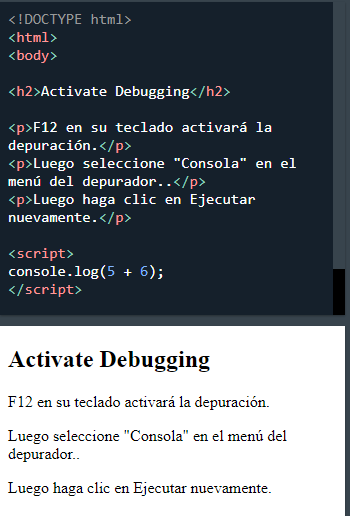 <!DOCTYPE html>
<html>
<body>
<h2>Activate Debugging</h2>
<p>F12 en su teclado activará la
depuración.</p>
<p>Luego seleccione "Consola" en el
menú del depurador..</p>
<p>Luego haga clic en Ejecutar
nuevamente.</p>
<script>
console.log(5 + 6);
</script>
Activate Debugging
F12 en su teclado activará la depuración.
Luego seleccione "Consola" en el menú del
depurador..
Luego haga clic en Ejecutar nuevamente.